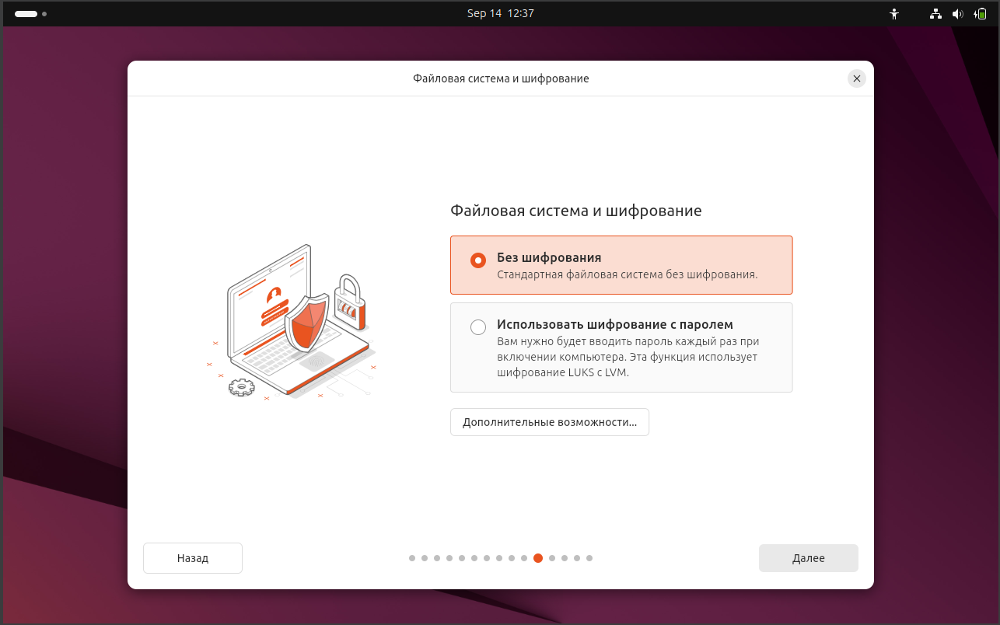 Sep 14 12:37
Файловая система и шифрование
Файловая система и шифрование
Без шифрования
Стандартная файловая система без шифрования.
Использовать шифрование с паролем
Вам нужно будет вводить пароль каждый раз при
включении компьютера. Эта функция использует
шифрование LUKS с LVM.
Дополнительные возможности...
Назад
Далее